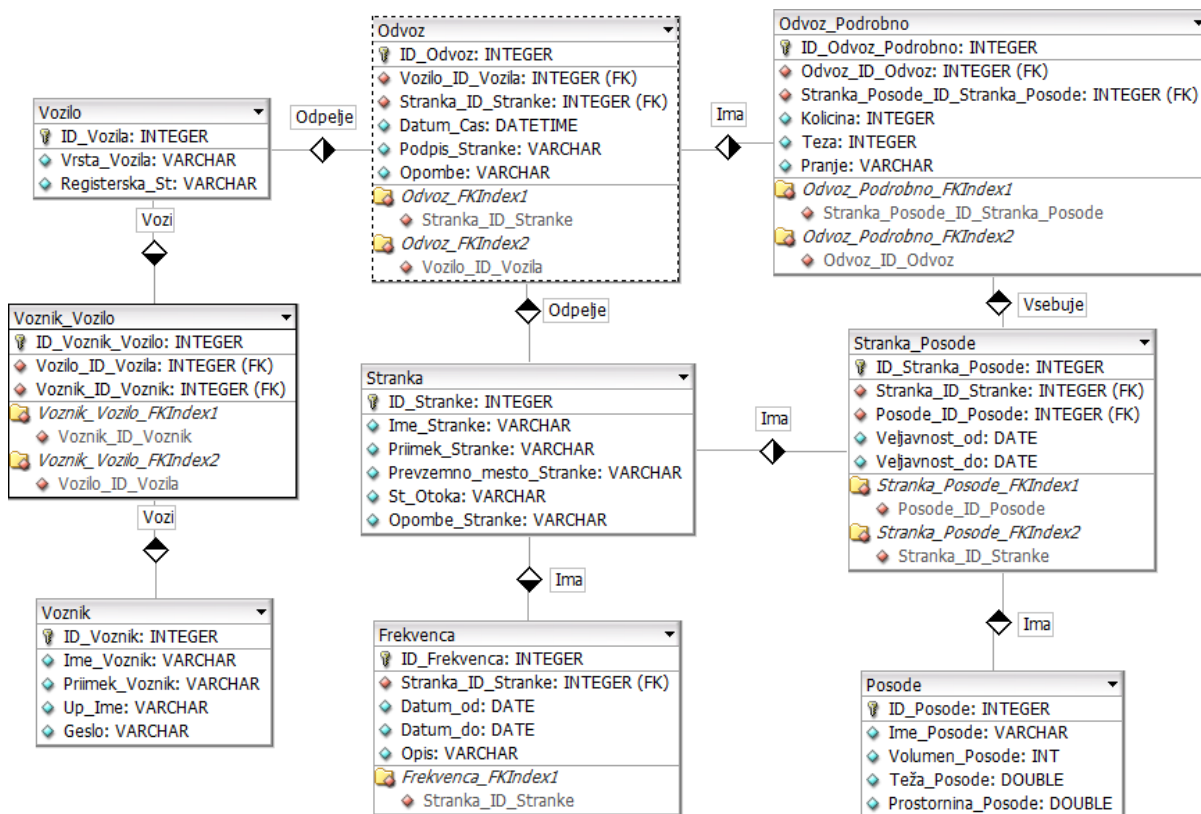 Vozilo
ID_Vozila: INTEGER
Vrsta_Vozila: VARCHAR
Registerska_St: VARCHAR
Odpelje
Odvoz
ID_Odvoz: INTEGER
Vozilo_ID_Vozila: INTEGER (FK)
Stranka_ID_Stranke: INTEGER (FK)
Datum_Cas: DATETIME
Podpis_Stranke: VARCHAR
Opombe: VARCHAR
Odvoz_FKIndex1
Stranka_ID_Stranke
Odvoz_FKIndex2
Vozilo_ID_Vozila
Ima
Odvoz_Podrobno
ID_Odvoz_Podrobno: INTEGER
Odvoz_ID_Odvoz: INTEGER (FK)
Stranka_Posode_ID_Stranka_Posode: INTEGER (FK)
Kolicina: INTEGER
Teza: INTEGER
Pranje: VARCHAR
Odvoz_Podrobno_FKIndex1
Stranka_Posode_ID_Stranka_Posode
Odvoz_Podrobno_FKIndex2
Odvoz_ID_Odvoz
Vozi
Odpelje
Vsebuje
Voznik_Vozilo
ID_Voznik_Vozilo: INTEGER
Vozilo_ID_Vozila: INTEGER (FK)
Voznik_ID_Voznik: INTEGER (FK)
Voznik_Vozilo_FKIndex1
Voznik_ID_Voznik
Voznik_Vozilo_FKIndex2
Vozilo_ID_Vozila
Stranka
ID_Stranke: INTEGER
Ime_Stranke: VARCHAR
Priimek_Stranke: VARCHAR
Prevzemno_mesto_Stranke: VARCHAR
St_Otoka: VARCHAR
Opombe_Stranke: VARCHAR
Ima
Stranka_Posode
ID_Stranka_Posode: INTEGER
Stranka_ID_Stranke: INTEGER (FK)
Posode_ID_Posode: INTEGER (FK)
Veljavnost_od: DATE
Veljavnost_do: DATE
Stranka_Posode_FKIndex1
Posode_ID_Posode
Stranka_Posode_FKIndex2
Stranka_ID_Stranke
Vozi
Ima
Ima
Voznik
ID_Voznik: INTEGER
Ime_Voznik: VARCHAR
Priimek_Voznik: VARCHAR
Up_Ime: VARCHAR
Geslo: VARCHAR
Frekvenca
ID_Frekvenca: INTEGER
Stranka_ID_Stranke: INTEGER (FK)
Datum_od: DATE
Datum_do: DATE
Opis: VARCHAR
Frekvenca_FKIndex1
Stranka_ID_Stranke
Posode
ID_Posode: INTEGER
Ime_Posode: VARCHAR
Volumen_Posode: INT
Teža_Posode: DOUBLE
Prostornina_Posode: DOUBLE